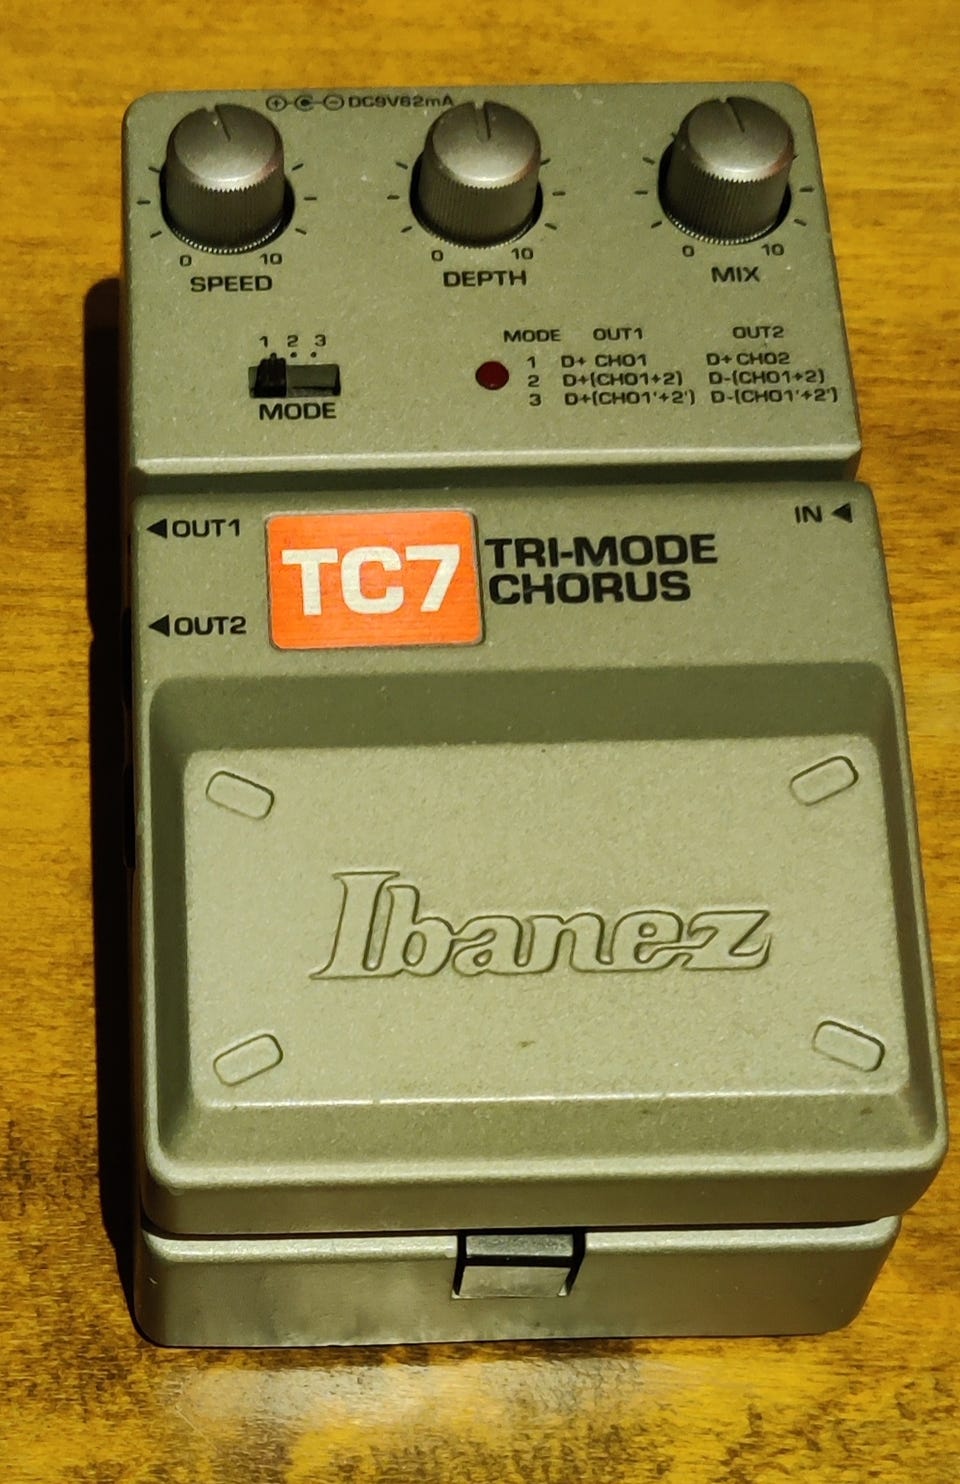 DC9V62mA
0 10 0 10 0 10
SPEED DEPTH MIX
1 2 3
MODE
MODE OUT1 OUT2
1 D+CHO1 D+CHO2
2 D+(CHO1+2) D-(CHO1+2)
3 D+(CHO1'+2') D-(CHO1'+2')
OUT1
IN
TC7
TRI-MODE
CHORUS
OUT2
Ibanez